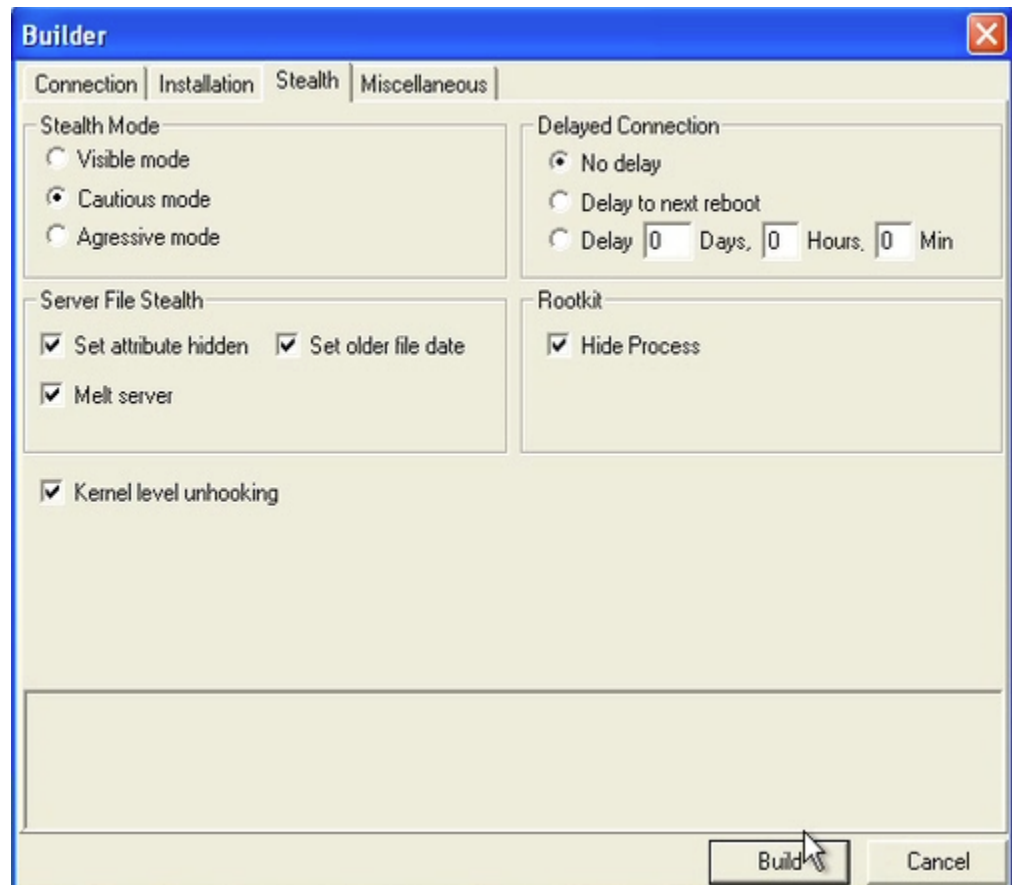 Builder
Connection Installation Stealth Miscellaneous
Stealth Mode
Visible mode
Cautious mode
Agressive mode
Delayed Connection
No delay
Delay to next reboot
Delay 0 Days, 0 Hours, 0 Min
Server File Stealth
Set attribute hidden Set older file date
Melt server
Rootkit
Hide Process
Kernel level unhooking
Build Cancel